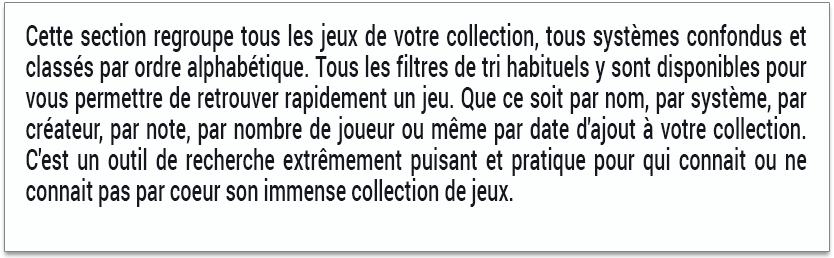 Cette section regroupe tous les jeux de votre collection, tous systèmes confondus et
classés par ordre alphabétique. Tous les filtres de tri habituels y sont disponibles pour
vous permettre de retrouver rapidement un jeu. Que ce soit par nom, par système, par
créateur, par note, par nombre de joueur ou même par date d'ajout à votre collection.
C'est un outil de recherche extrêmement puisant et pratique pour qui connait ou ne
connait pas par coeur son immense collection de jeux.